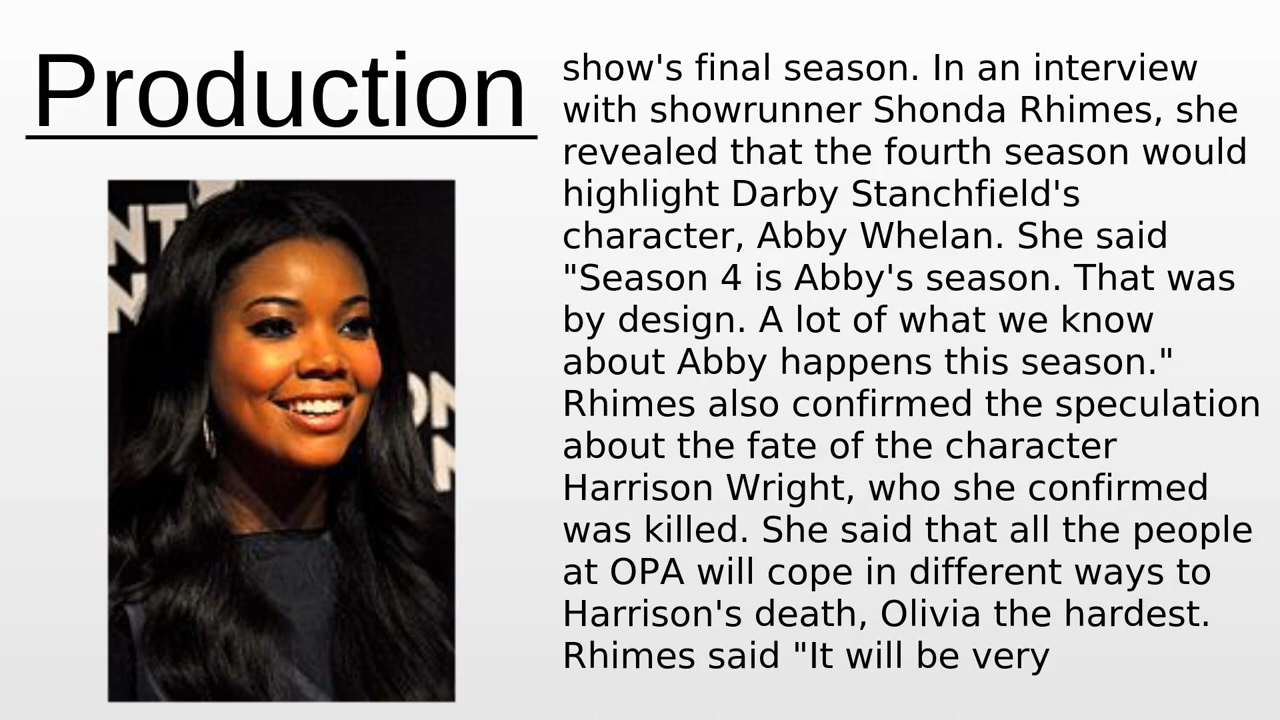 Production
show's final season. In an interview
with showrunner Shonda Rhimes, she
revealed that the fourth season would
highlight Darby Stanchfield's
character, Abby Whelan. She said
"Season 4 is Abby's season. That was
by design. A lot of what we know
about Abby happens this season."
Rhimes also confirmed the speculation
about the fate of the character
Harrison Wright, who she confirmed
was killed. She said that all the people
at OPA will cope in different ways to
Harrison's death, Olivia the hardest.
Rhimes said "It will be very